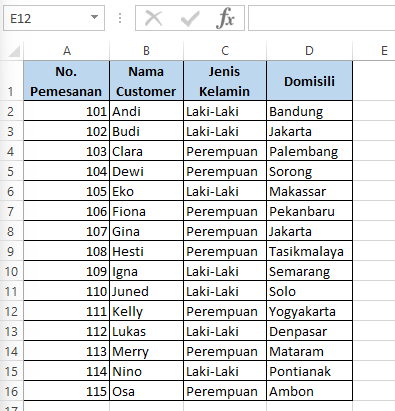 E12 fx
A B C D E
1 No. Pemesanan Nama Customer Jenis Kelamin Domisili
2 101 Andi Laki-Laki Bandung
3 102 Budi Laki-Laki Jakarta
4 103 Clara Perempuan Palembang
5 104 Dewi Perempuan Sorong
6 105 Eko Laki-Laki Makassar
7 106 Fiona Perempuan Pekanbaru
8 107 Gina Perempuan Jakarta
9 108 Hesti Perempuan Tasikmalaya
10 109 Igna Laki-Laki Semarang
11 110 Juned Laki-Laki Solo
12 111 Kelly Perempuan Yogyakarta
13 112 Lukas Laki-Laki Denpasar
14 113 Merry Perempuan Mataram
15 114 Nino Laki-Laki Pontianak
16 115 Osa Perempuan Ambon
17